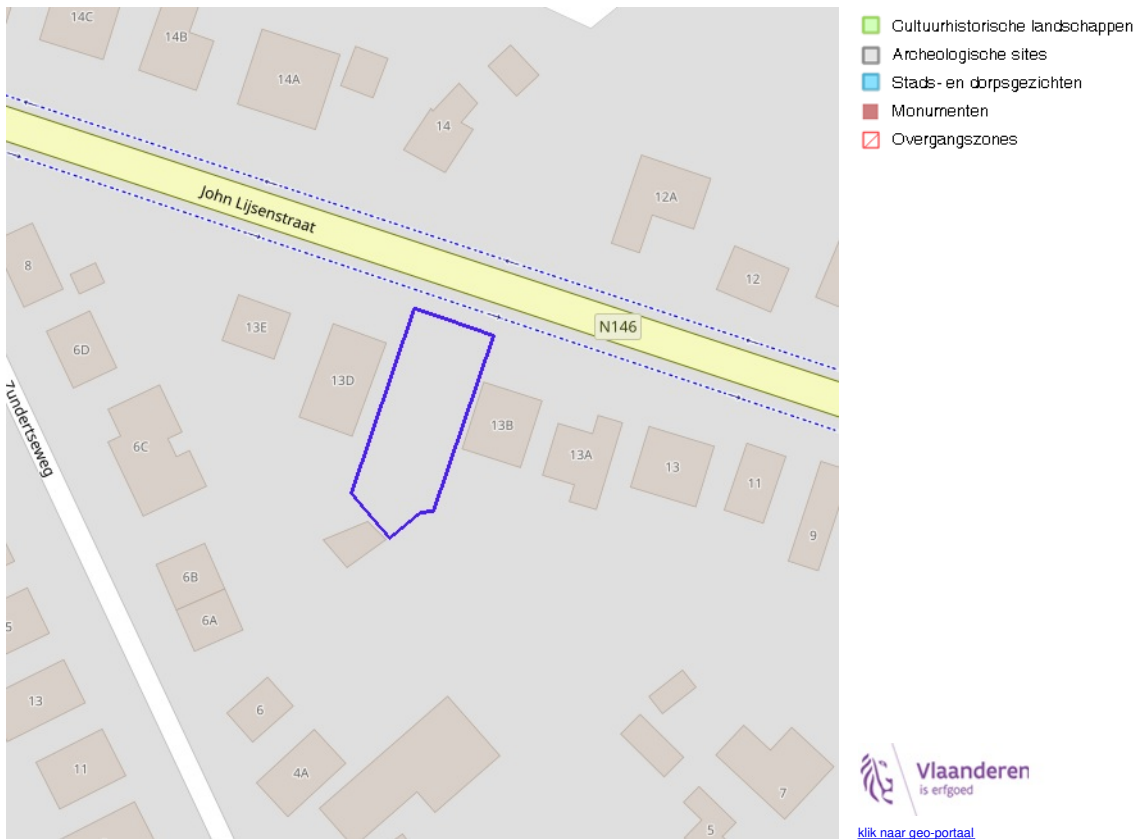 14C
14B
14A
14
12A
12
John Lijsenstraat
N146
8
13E
6D
13D
13B
6C
13A
13
11
9
Zundertseweg
6B
6A
5
13
6
11
4A
7
5
Cultuurhistorische landschappen
Archeologische sites
Stads- en dorpsgezichten
Monumenten
Overgangszones
Vlaanderen
is erfgoed
klik naar geo-portaal